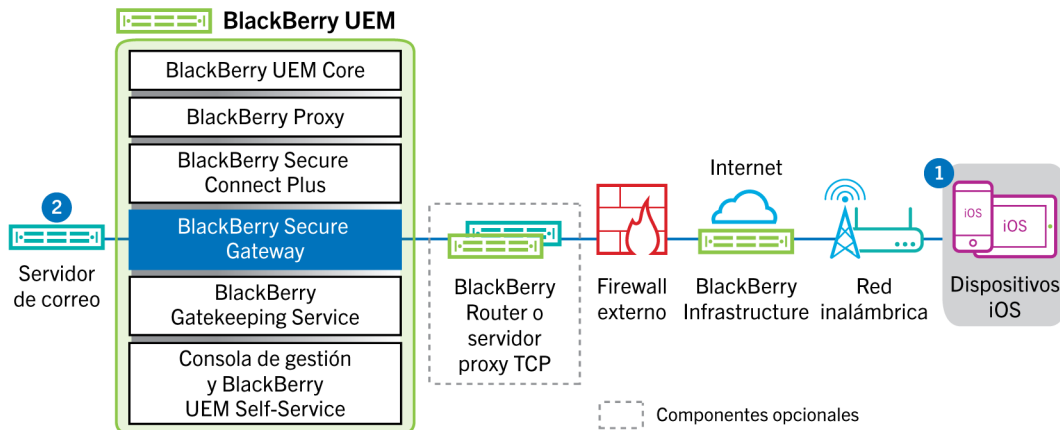 BlackBerry UEM
BlackBerry UEM Core
BlackBerry Proxy
BlackBerry Secure
Connect Plus
BlackBerry Secure
Gateway
BlackBerry
Gatekeeping Service
Consola de gestión
y BlackBerry
UEM Self-Service
2
Servidor
de correo
BlackBerry
Router o
servidor
proxy TCP
Firewall
externo
Internet
BlackBerry
Infrastructure
Red
inalámbrica
1
iOS
iOS
Dispositivos
iOS
Componentes opcionales